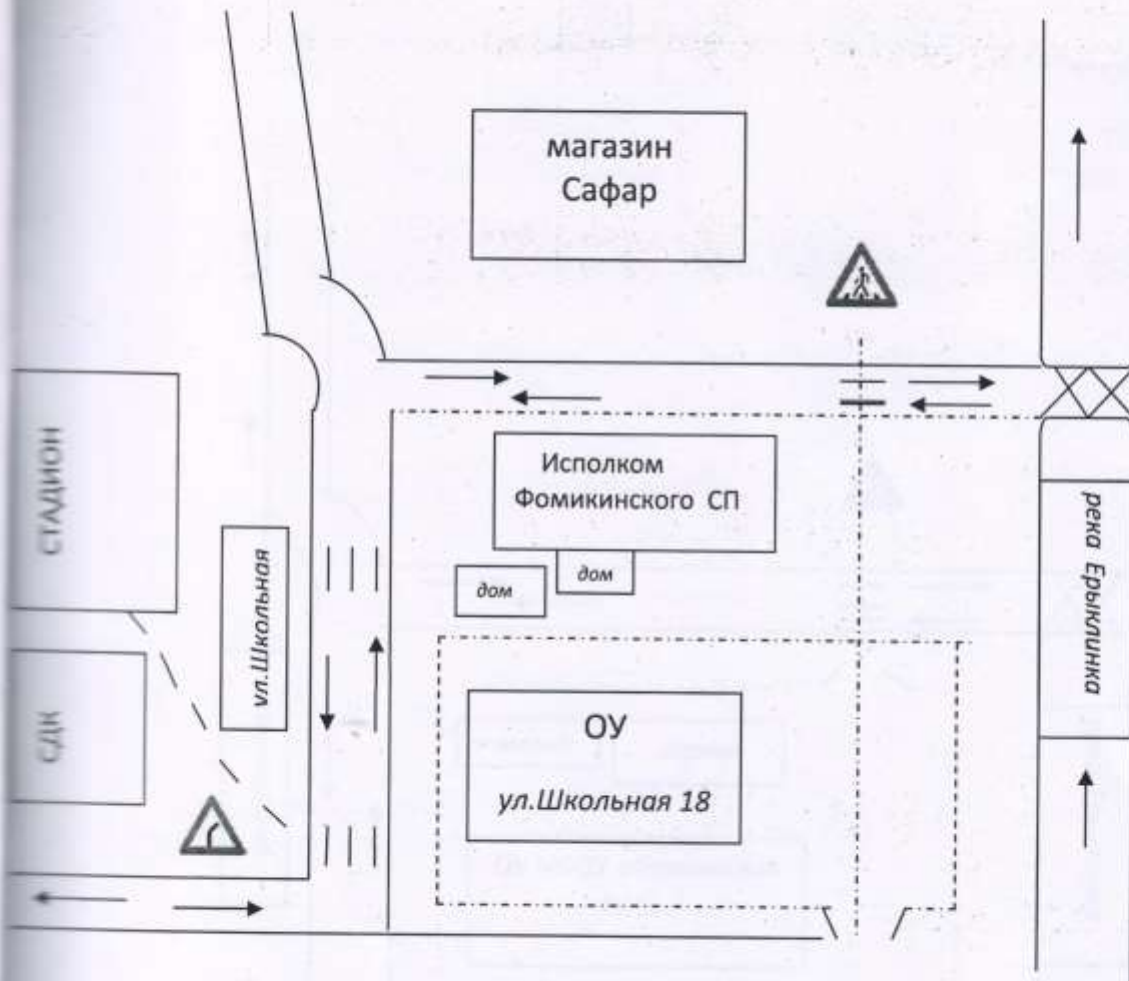 магазин
Сафар
СТАДИОН
Исполком
Фомикинского СП
дом
дом
ул.Школьная
река Ерыклинка
СДК
ОУ
ул.Школьная 18